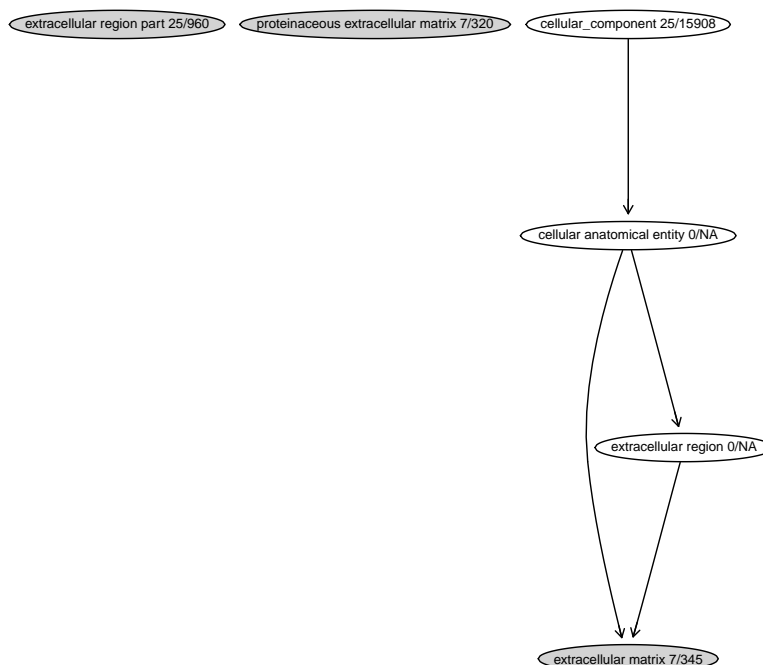 extracellular region part 25/960
proteinaceous extracellular matrix 7/320
cellular_component 25/15908
cellular anatomical entity 0/NA
extracellular region 0/NA
extracellular matrix 7/345